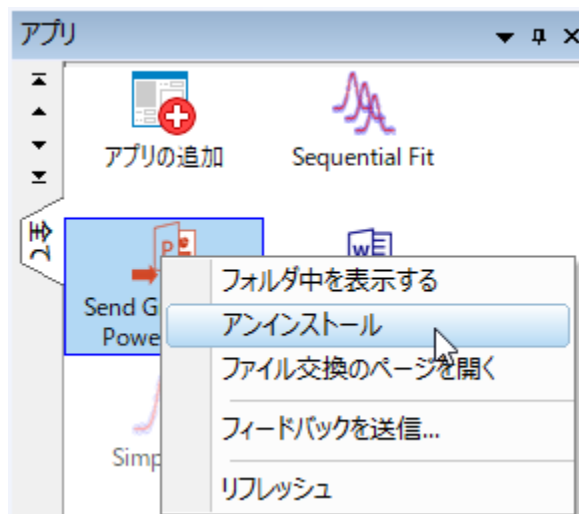 アプリ
アプリの追加
Sequential Fit
全て
Send G
Powe
フォルダ中を表示する
アンインストール
ファイル交換のページを開く
フィードバックを送信...
リフレッシュ
Simp